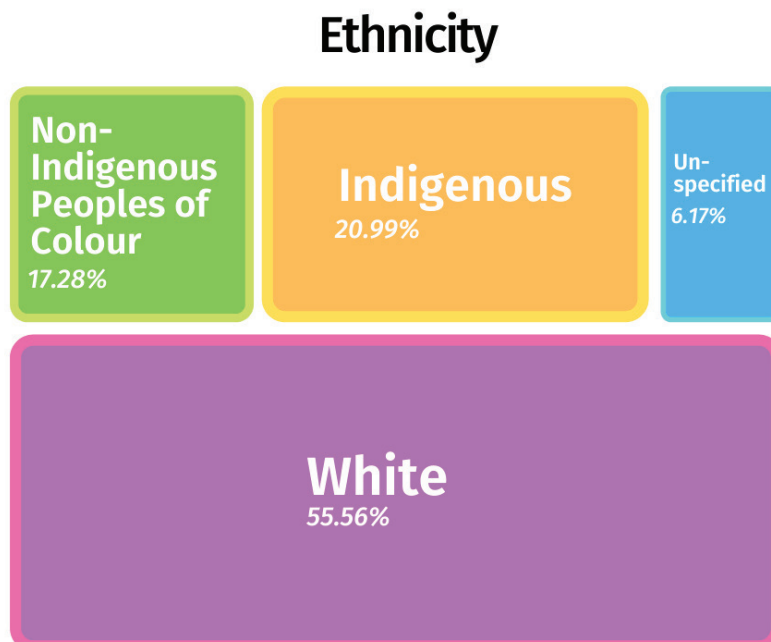 Ethnicity
Non-
Indigenous
Peoples of
Colour
17.28%
Indigenous
20.99%
Un-
specified
6.17%
White
55.56%